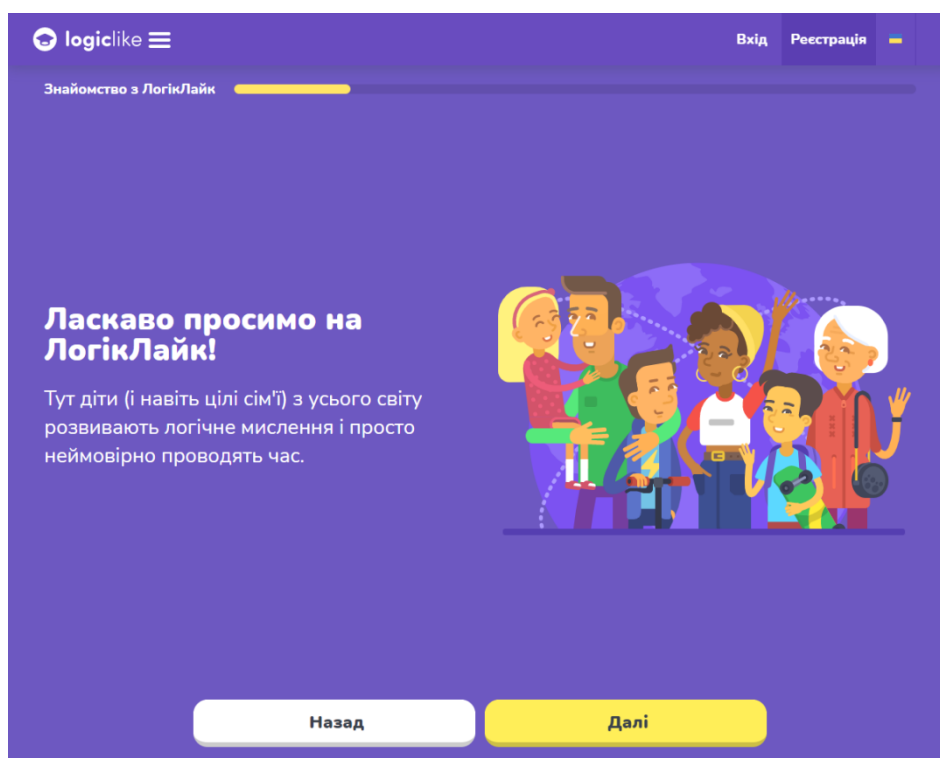 logiclike
Вхід
Реєстрація
Знайомство з ЛогікЛайк
Ласкаво просимо на
ЛогікЛайк!
Тут діти (і навіть цілі сім'ї) з усього світу
розвивають логічне мислення і просто
неймовірно проводять час.
Назад
Далі